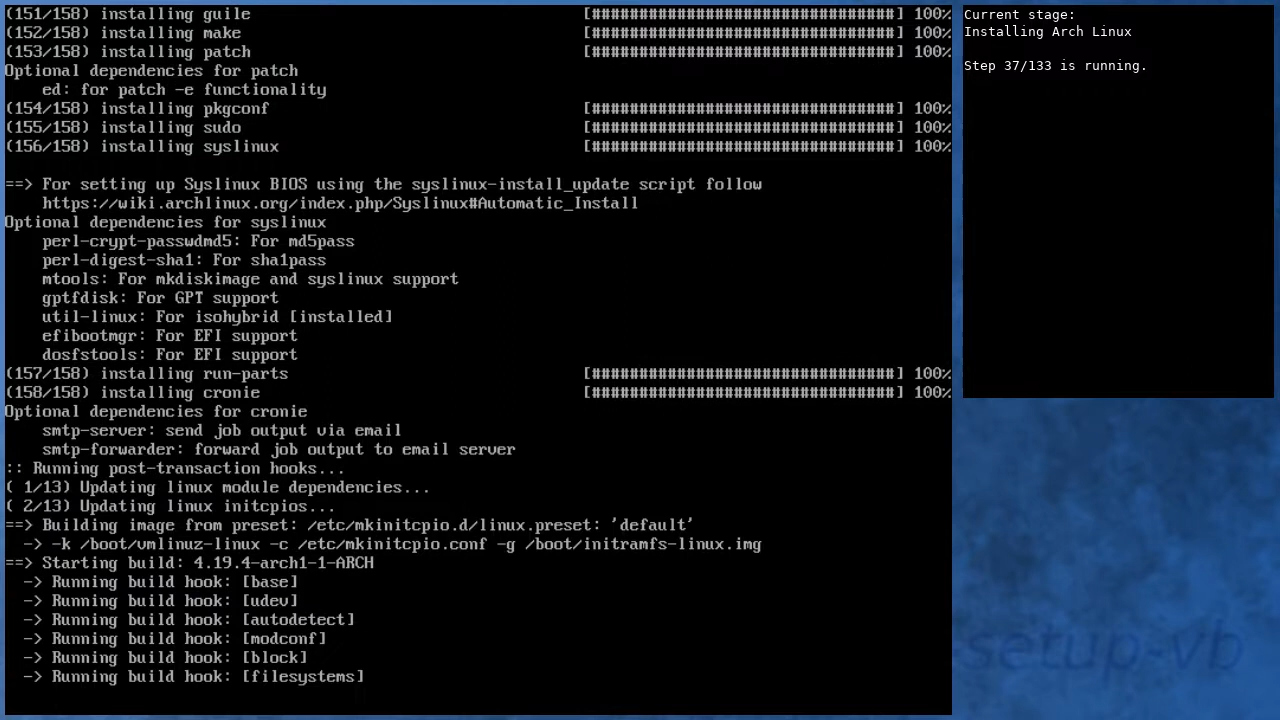 (151/158) installing guile [################################] 100%
(152/158) installing make [################################] 100%
(153/158) installing patch [################################] 100%
Optional dependencies for patch
    ed: for patch -e functionality
(154/158) installing pkgconf [################################] 100%
(155/158) installing sudo [################################] 100%
(156/158) installing syslinux [################################] 100%

==> For setting up Syslinux BIOS using the syslinux-install_update script follow
    https://wiki.archlinux.org/index.php/Syslinux#Automatic_Install
Optional dependencies for syslinux
    perl-crypt-passwdmd5: For md5pass
    perl-digest-sha1: For sha1pass
    mtools: For mkdiskimage and syslinux support
    gptfdisk: For GPT support
    util-linux: For isohybrid [installed]
    efibootmgr: For EFI support
    dosfstools: For EFI support
(157/158) installing run-parts [################################] 100%
(158/158) installing cronie [################################] 100%
Optional dependencies for cronie
    smtp-server: send job output via email
    smtp-forwarder: forward job output to email server
:: Running post-transaction hooks...
( 1/13) Updating linux module dependencies...
( 2/13) Updating linux initcpios...
==> Building image from preset: /etc/mkinitcpio.d/linux.preset: 'default'
  -> -k /boot/vmlinuz-linux -c /etc/mkinitcpio.conf -g /boot/initramfs-linux.img
==> Starting build: 4.19.4-arch1-1-ARCH
  -> Running build hook: [base]
  -> Running build hook: [udev]
  -> Running build hook: [autodetect]
  -> Running build hook: [modconf]
  -> Running build hook: [block]
  -> Running build hook: [filesystems]
Current stage:
Installing Arch Linux

Step 37/133 is running.
setup-vb